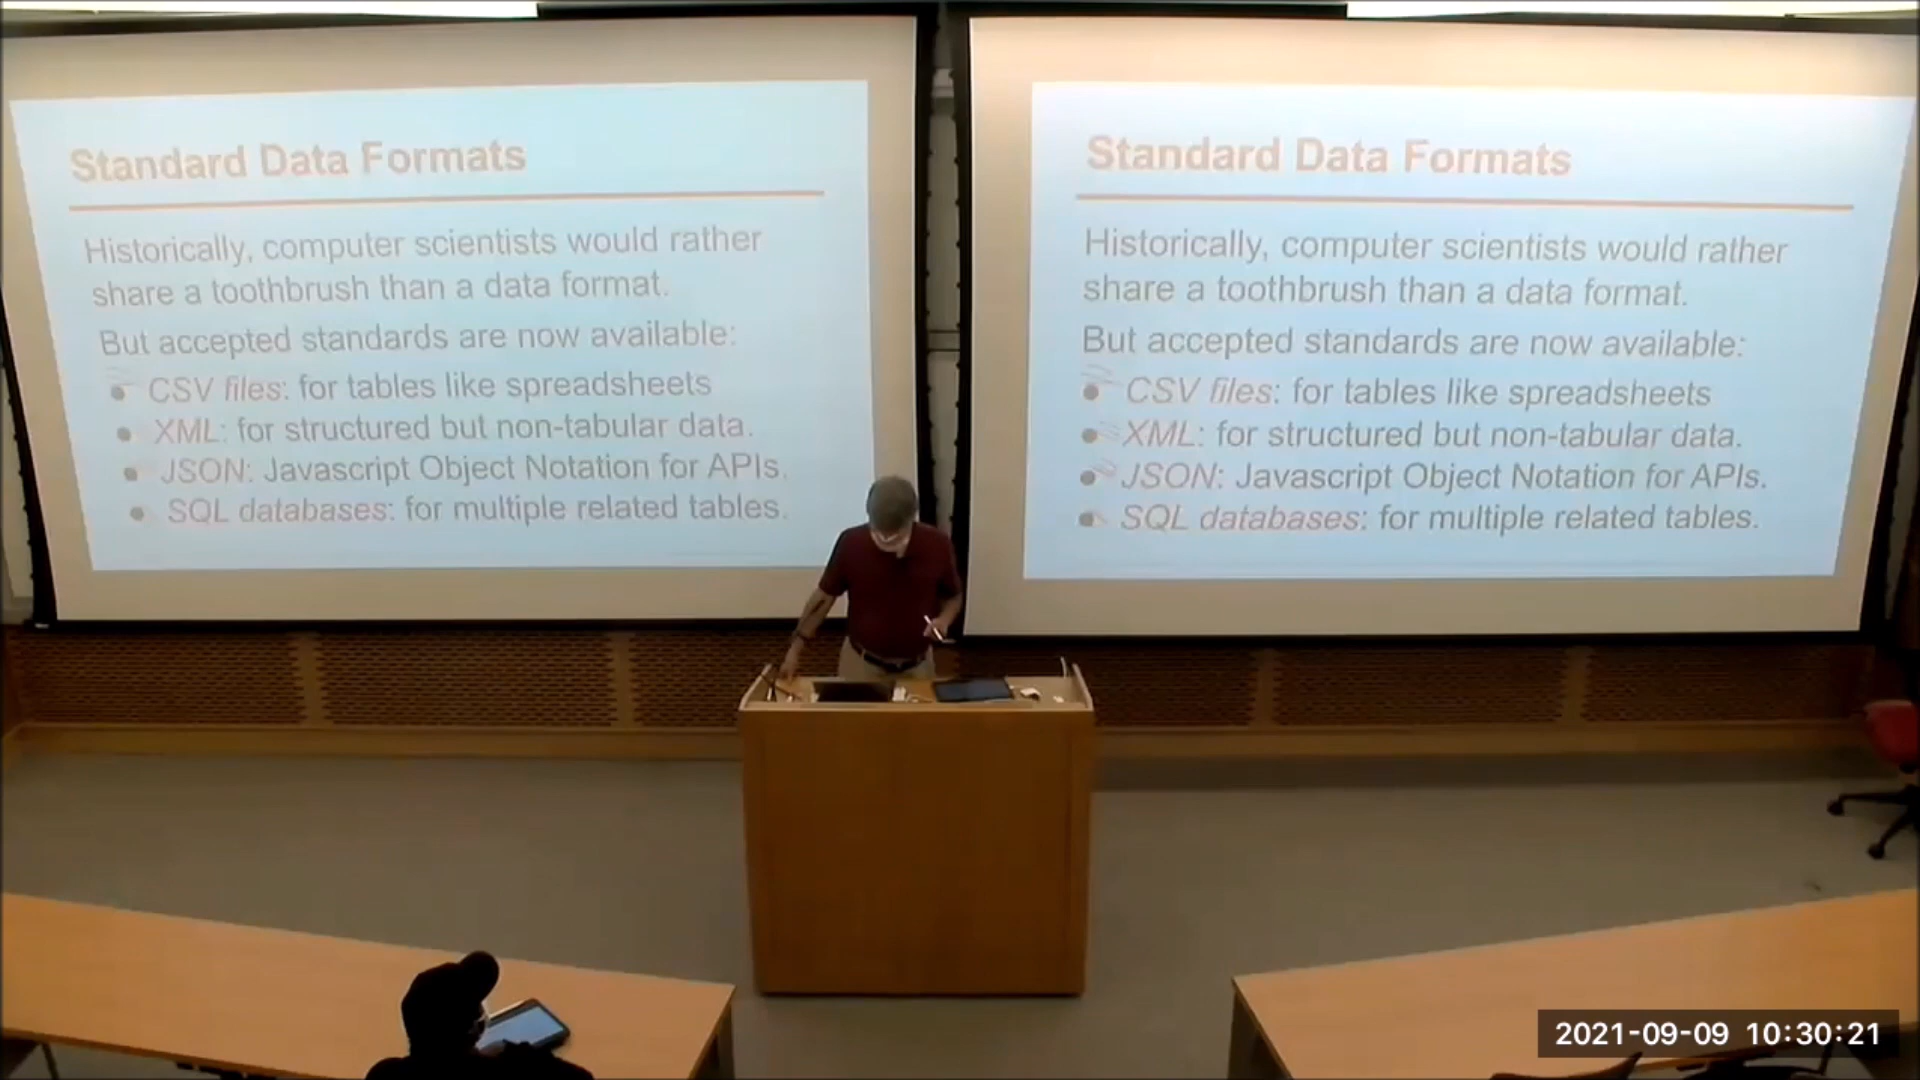 Standard Data Formats
Historically, computer scientists would rather
share a toothbrush than a data format.
But accepted standards are now available:
• CSV files: for tables like spreadsheets
• XML: for structured but non-tabular data.
• JSON: Javascript Object Notation for APIs.
• SQL databases: for multiple related tables.
Standard Data Formats
Historically, computer scientists would rather
share a toothbrush than a data format.
But accepted standards are now available:
• CSV files: for tables like spreadsheets
• XML: for structured but non-tabular data.
• JSON: Javascript Object Notation for APIs.
• SQL databases: for multiple related tables.
2021-09-09 10:30:21